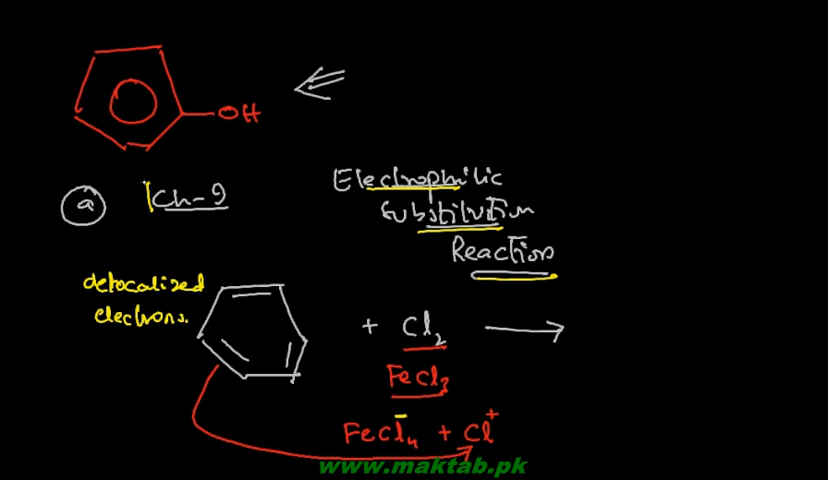 OH
a Ch-9
Electrophilic
Substitution
Reaction
delocalized
electrons.
+ Cl₂ →
FeCl₃
FeCl₄⁻ + Cl⁺
www.maktab.pk